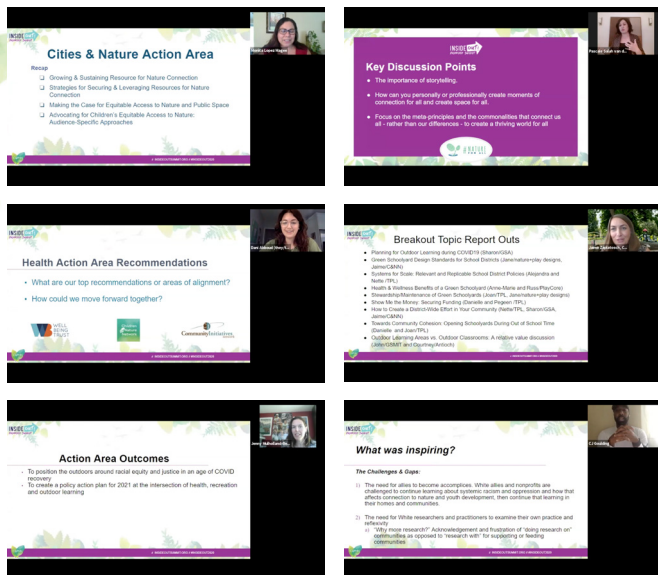 INSIDE OUT
Cities & Nature Action Area
Recap
Growing & Sustaining Resource for Nature Connection
Strategies for Securing & Leveraging Resources for Nature
Connection
Making the Case for Equitable Access to Nature and Public Space
Advocating for Children's Equitable Access to Nature:
Audience-Specific Approaches
INSIDE OUT
Key Discussion Points
The importance of storytelling.
How can you personally or professionally create moments of
connection for all and create space for all.
Focus on the meta-principles and the commonalities that connect us
all - rather than our differences - to create a thriving world for all
#NATURE
FOR ALL
INSIDE OUT
Health Action Area Recommendations
What are our top recommendations or areas of alignment?
How could we move forward together?
WELL
BEING
TRUST
CommunityInitiatives
INSIDE OUT
Breakout Topic Report Outs
Planning for Outdoor Learning during COVID19 (Sharon/GSA)
Green Schoolyard Design Standards for School Districts (Jane/nature+play designs,
Jaime/C&NN)
Systems for Scale: Relevant and Replicable School District Policies (Alejandra and
Nette /TPL)
Health & Wellness Benefits of a Green Schoolyard (Anne-Marie and Russ/PlayCore)
Stewardship/Maintenance of Green Schoolyards (Joan/TPL, Jane/nature+play designs)
Show Me the Money: Securing Funding (Danielle and Pegeen /TPL)
How to Create a District-Wide Effort in Your Community (Nette/TPL, Sharon/GSA,
Jaime/C&NN)
Towards Community Cohesion: Opening Schoolyards During Out of School Time
(Danielle and Joan/TPL)
Outdoor Learning Areas vs. Outdoor Classrooms: A relative value discussion
INSIDE OUT
Action Area Outcomes
To position the outdoors around racial equity and justice in an age of COVID
recovery
To create a policy action plan for 2021 at the intersection of health, recreation
and outdoor learning
INSIDE OUT
What was inspiring?
The Challenges & Gaps:
1) The need for allies to become accomplices. White allies and nonprofits are
challenged to continue learning about systemic racism and oppression and how that
affects connection to nature and youth development, then continue that learning in
their homes and communities.
2) The need for White researchers and practitioners to examine their own practice and
reflexivity
a) "Why more research?" Acknowledgement and frustration of "doing research on"
communities as opposed to "research with" for supporting or feeding
communities
CJ Goulding